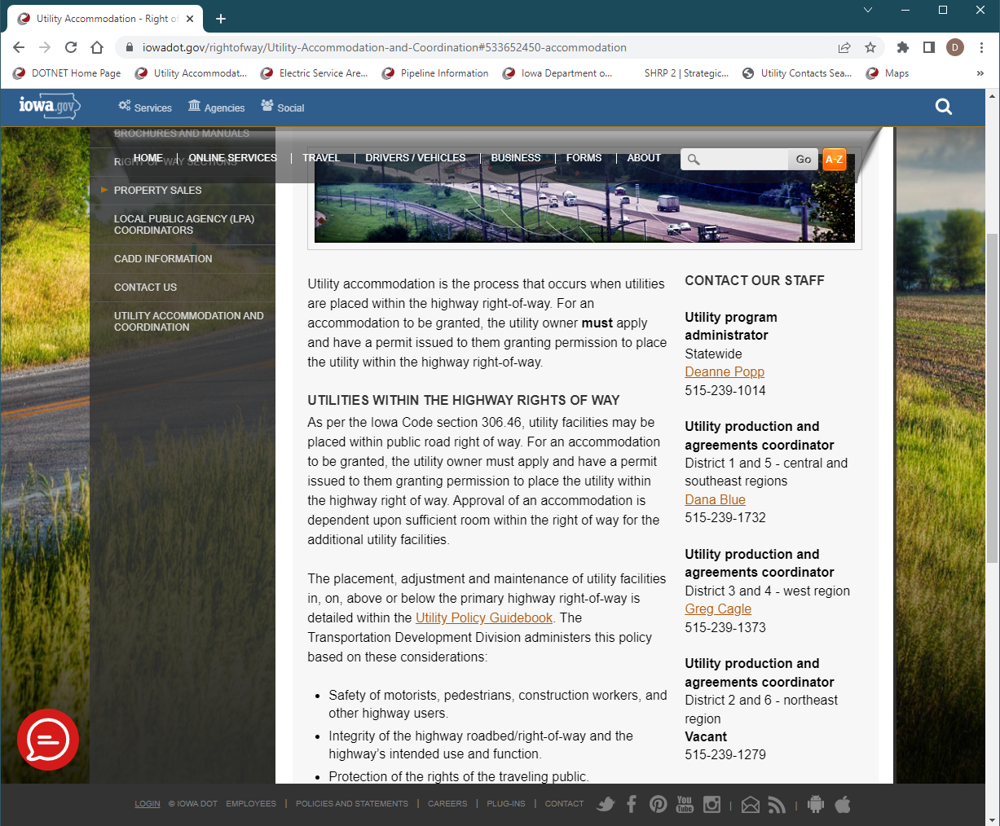 Utility Accommodation - Right of
iowadot.gov/rightofway/Utility-Accommodation-and-Coordination#533652450-accommodation
D
DOTNET Home Page
Utility Accommodat...
Electric Service Are...
Pipeline Information
Iowa Department o...
SHRP 2 | Strategic...
Utility Contacts Sea...
Maps
»
iowa.gov
Services
Agencies
Social
BROCHURES AND MANUALS
RIGHT OF WAY SECTIONS
HOME
ONLINE SERVICES
TRAVEL
DRIVERS / VEHICLES
BUSINESS
FORMS
ABOUT
Go
A-Z
PROPERTY SALES
LOCAL PUBLIC AGENCY (LPA)
COORDINATORS
CADD INFORMATION
CONTACT US
UTILITY ACCOMMODATION AND
COORDINATION
Utility accommodation is the process that occurs when utilities
are placed within the highway right-of-way. For an
accommodation to be granted, the utility owner must apply
and have a permit issued to them granting permission to place
the utility within the highway right-of-way.
UTILITIES WITHIN THE HIGHWAY RIGHTS OF WAY
As per the Iowa Code section 306.46, utility facilities may be
placed within public road right of way. For an accommodation
to be granted, the utility owner must apply and have a permit
issued to them granting permission to place the utility within
the highway right of way. Approval of an accommodation is
dependent upon sufficient room within the right of way for the
additional utility facilities.
The placement, adjustment and maintenance of utility facilities
in, on, above or below the primary highway right-of-way is
detailed within the Utility Policy Guidebook. The
Transportation Development Division administers this policy
based on these considerations:
• Safety of motorists, pedestrians, construction workers, and
other highway users.
• Integrity of the highway roadbed/right-of-way and the
highway's intended use and function.
• Protection of the rights of the traveling public.
CONTACT OUR STAFF
Utility program
administrator
Statewide
Deanne Popp
515-239-1014
Utility production and
agreements coordinator
District 1 and 5 - central and
southeast regions
Dana Blue
515-239-1732
Utility production and
agreements coordinator
District 3 and 4 - west region
Greg Cagle
515-239-1373
Utility production and
agreements coordinator
District 2 and 6 - northeast
region
Vacant
515-239-1279
LOGIN © IOWA DOT EMPLOYEES | POLICIES AND STATEMENTS | CAREERS | PLUG-INS | CONTACT
You
Tube